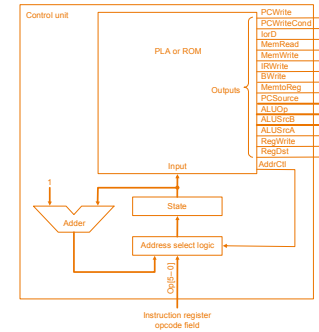 Control unit
PLA or ROM
Input
Outputs
PCWrite
PCWriteCond
IorD
MemRead
MemWrite
IRWrite
BWrite
MemtoReg
PCSource
ALUOp
ALUSrcB
ALUSrcA
RegWrite
RegDst
AddrCtl
1
Adder
State
Address select logic
Op[5–0]
Instruction register
opcode field